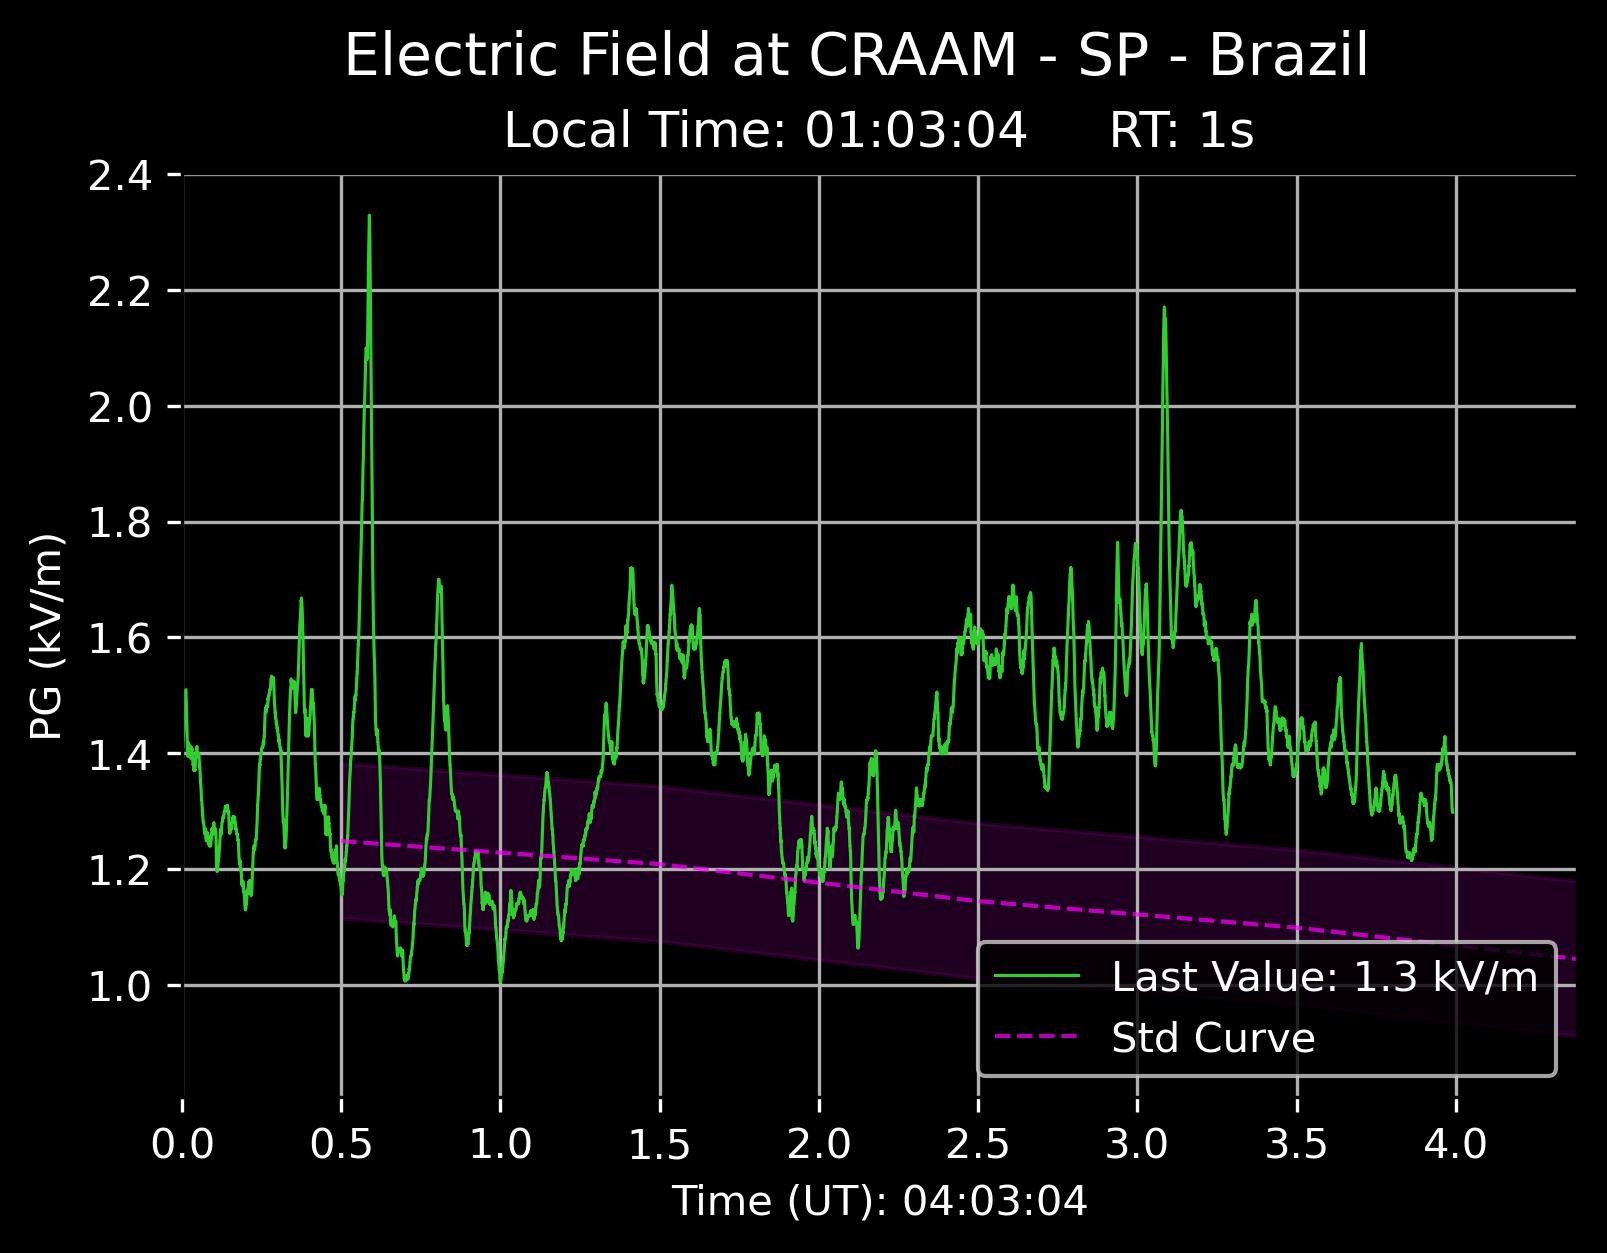 Electric Field at CRAAM - SP - Brazil
Local Time: 01:03:04 RT: 1s
2.4
2.2
2.0
1.8
1.6
1.4
1.2
1.0
PG (kV/m)
Last Value: 1.3 kV/m
Std Curve
0.0 0.5 1.0 1.5 2.0 2.5 3.0 3.5 4.0
Time (UT): 04:03:04